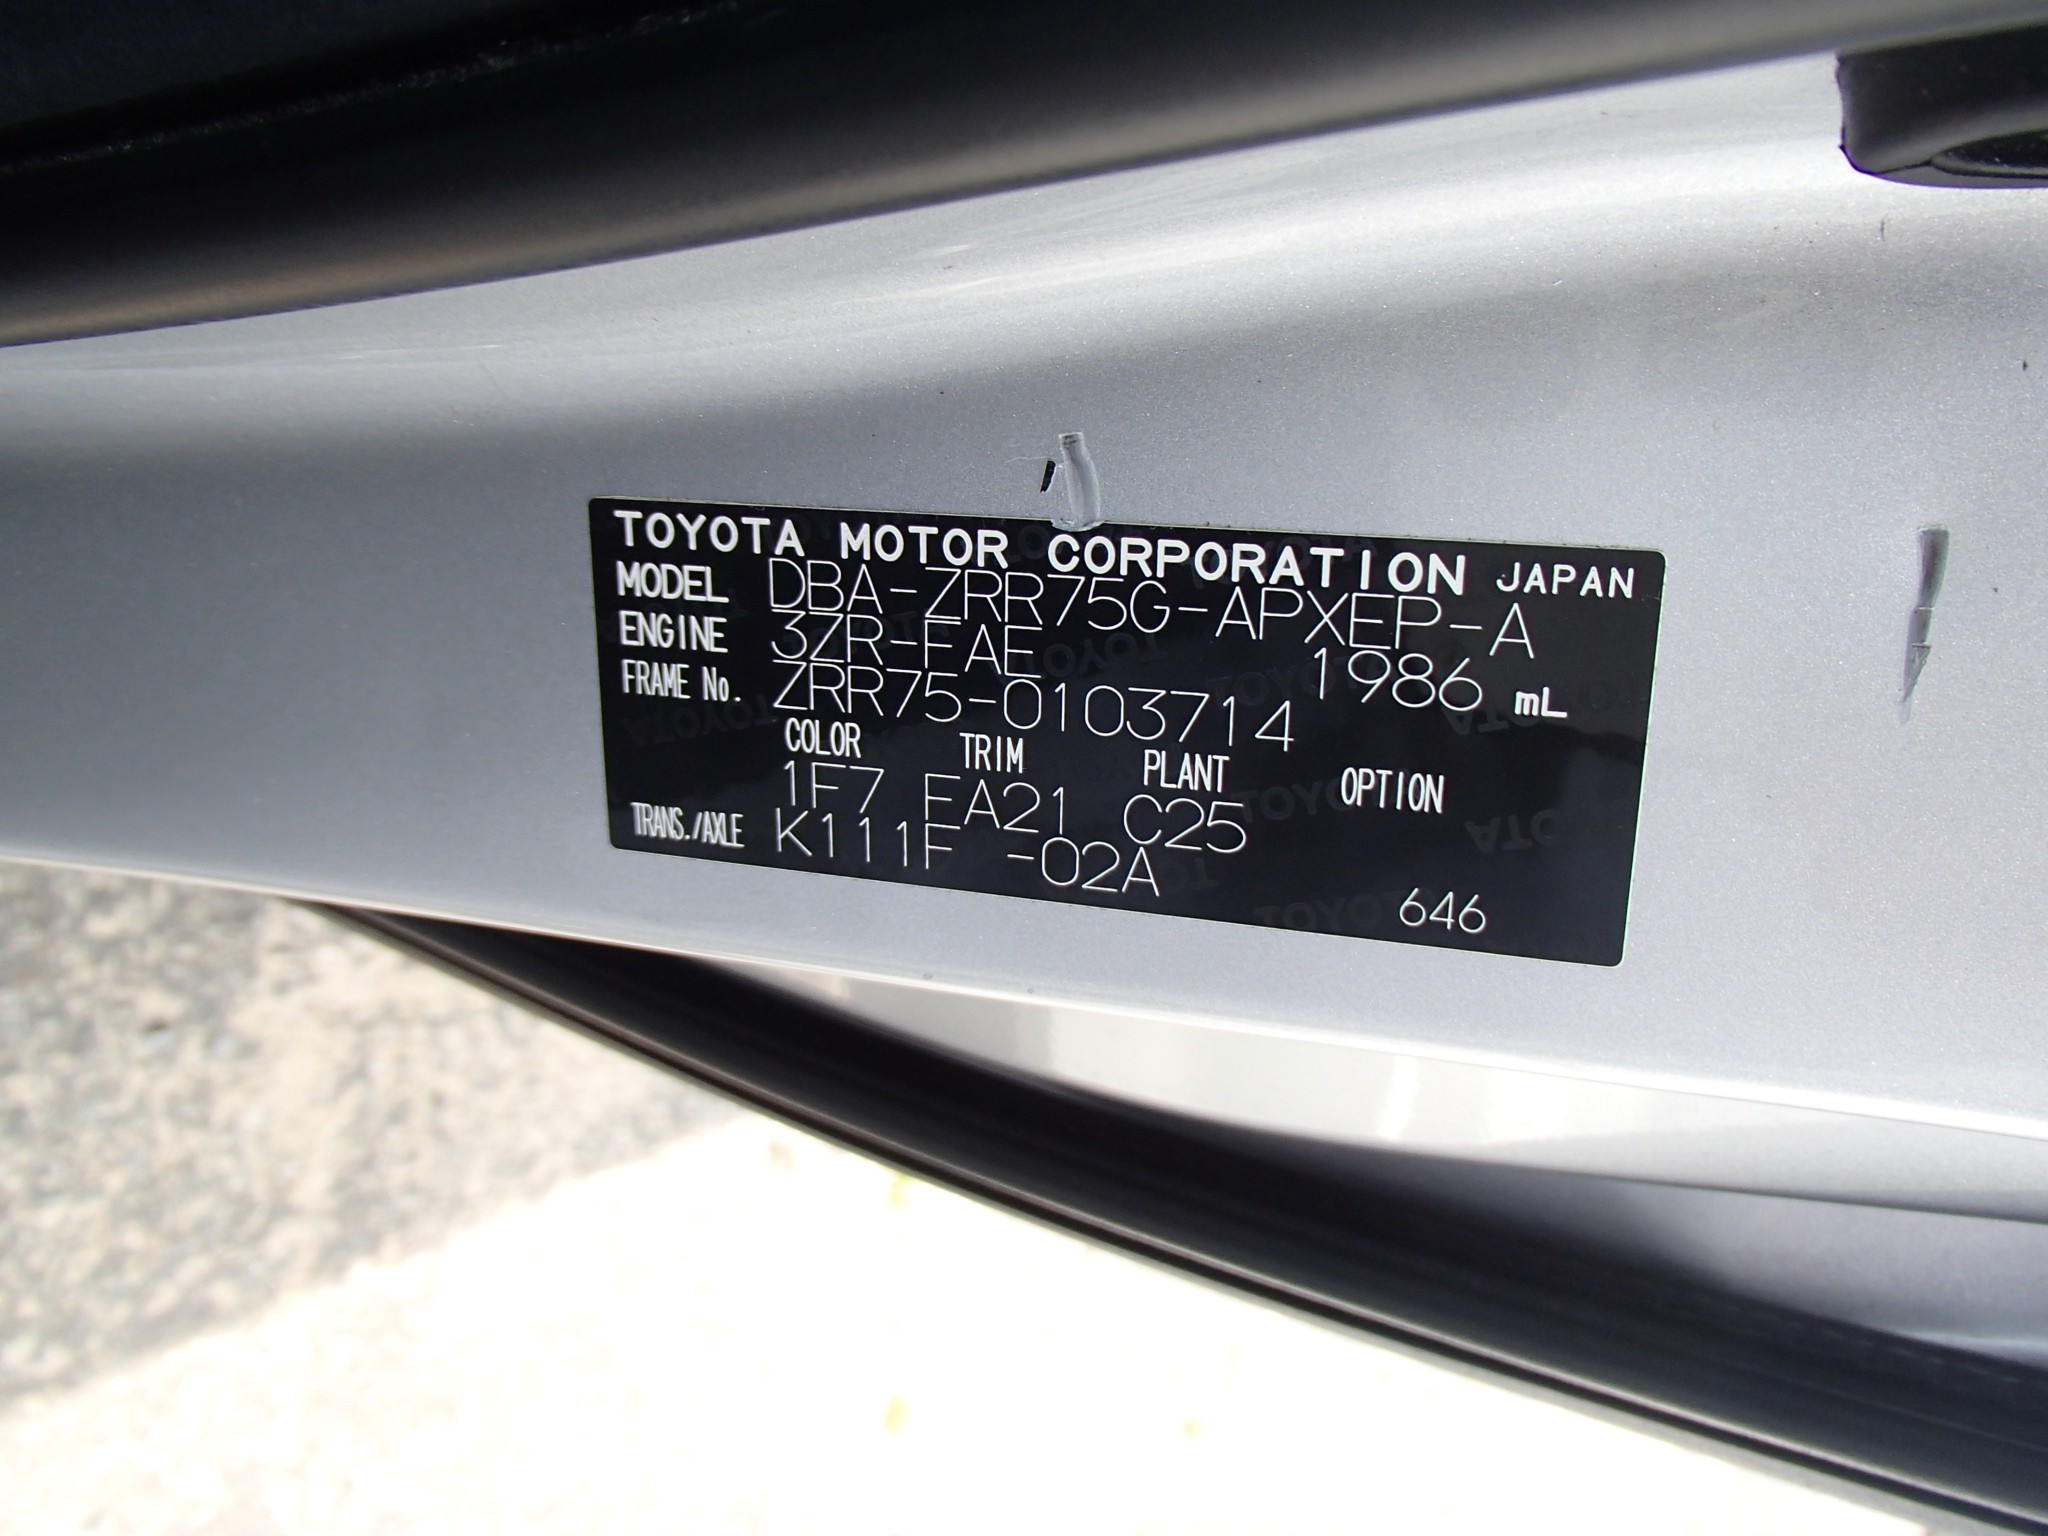 TOYOTA MOTOR CORPORATION JAPAN
MODEL DBA-ZRR75G-APXEP-A
ENGINE 3ZR-FAE 1986 mL
FRAME No. ZRR75-0103714
COLOR TRIM PLANT OPTION
1F7 FA21 C25
TRANS./AXLE K111F -02A
646